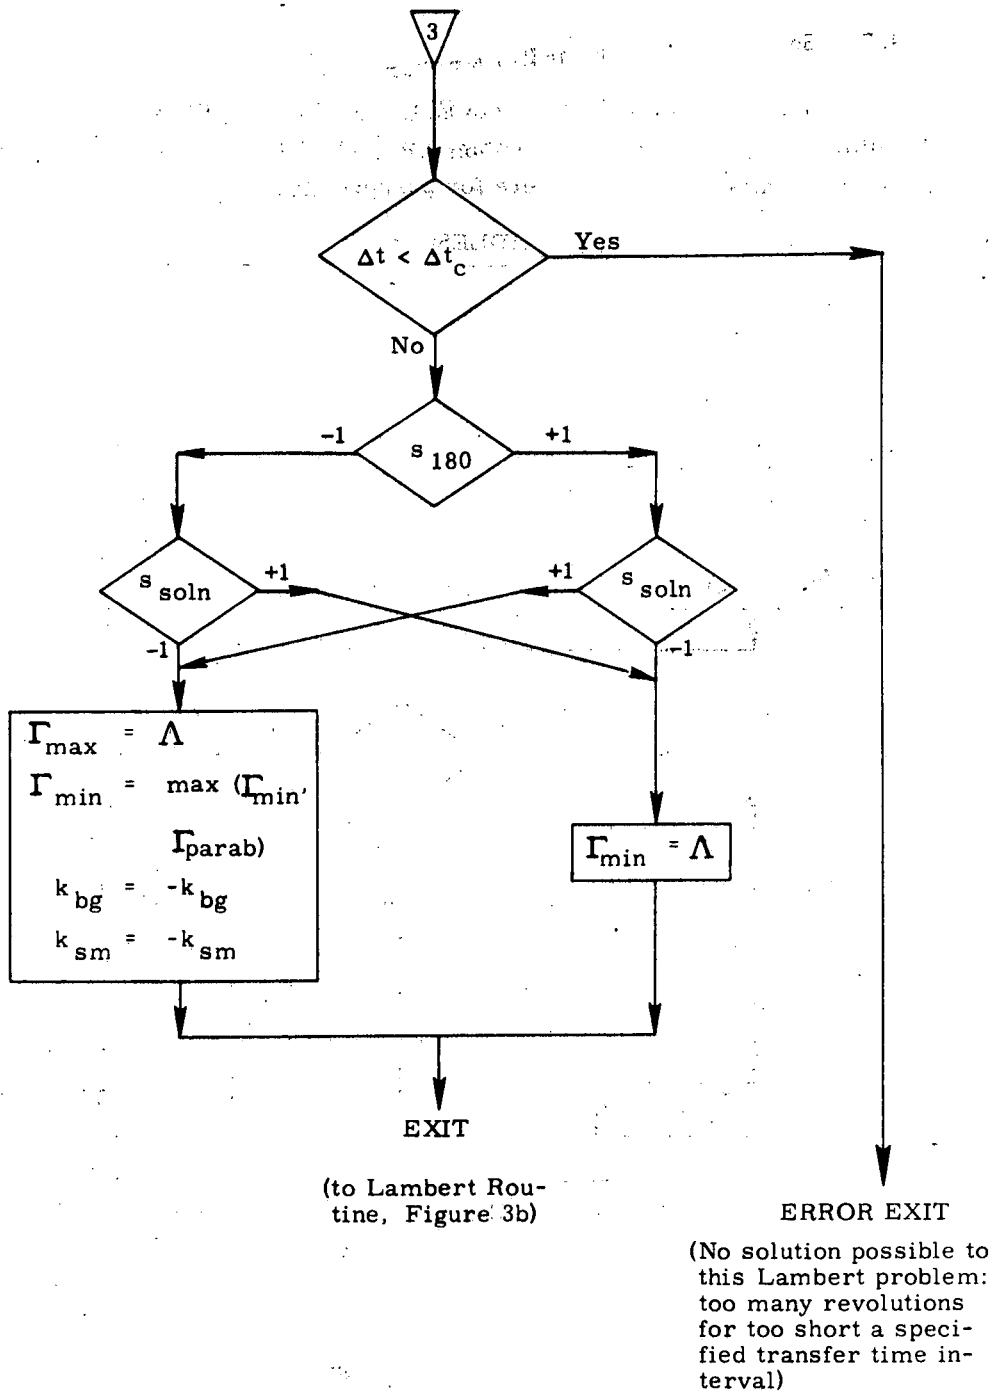 3
Δt < Δt_c
Yes
No
-1
s_180
+1
s_soln
+1
+1
s_soln
-1
-1
Γ_max = Λ
Γ_min = max (Γ_min,
Γ_parab)
k_bg = -k_bg
k_sm = -k_sm
Γ_min = Λ
EXIT
(to Lambert Rou-
tine, Figure 3b)
ERROR EXIT
(No solution possible to
this Lambert problem:
too many revolutions
for too short a speci-
fied transfer time in-
terval)